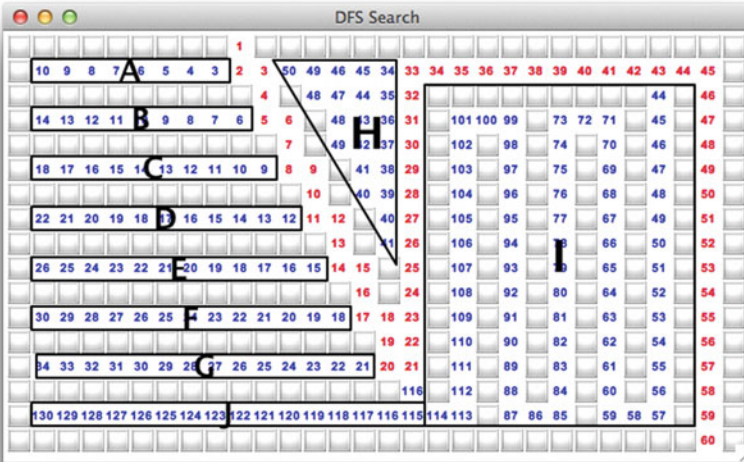 DFS Search
1
10 9 8 7 A 6 5 4 3 2 3 50 49 46 45 34 33 34 35 36 37 38 39 40 41 42 43 44 45
4 48 47 44 35 32 44 46
14 13 12 11 B 9 8 7 6 5 6 48 H 43 36 31 101 100 99 73 72 71 45 47
7 49 42 37 30 102 98 74 70 46 48
18 17 16 15 14 C 13 12 11 10 9 8 9 41 38 29 103 97 75 69 47 49
10 40 39 28 104 96 76 68 48 50
22 21 20 19 18 D 17 16 15 14 13 12 11 12 40 27 105 95 77 67 49 51
13 41 26 106 94 I 66 50 52
26 25 24 23 22 21 E 20 19 18 17 16 15 14 15 25 107 93 79 65 51 53
16 24 108 92 80 64 52 54
30 29 28 27 26 25 F 23 22 21 20 19 18 17 18 23 109 91 81 63 53 55
19 22 110 90 82 62 54 56
34 33 32 31 30 29 28 G 27 26 25 24 23 22 21 20 21 111 89 83 61 55 57
116 112 88 84 60 56 58
130 129 128 127 126 125 124 123 J 122 121 120 119 118 117 116 115 114 113 87 86 85 59 58 57 59
60